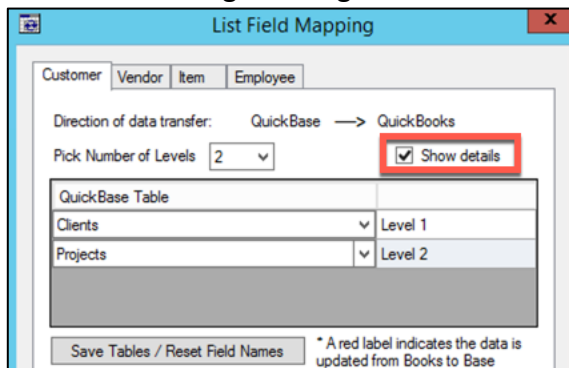 List Field Mapping
Customer Vendor Item Employee
Direction of data transfer: QuickBase ---> QuickBooks
Pick Number of Levels 2 Show details
QuickBase Table
Clients Level 1
Projects Level 2
Save Tables / Reset Field Names * A red label indicates the data is
updated from Books to Base